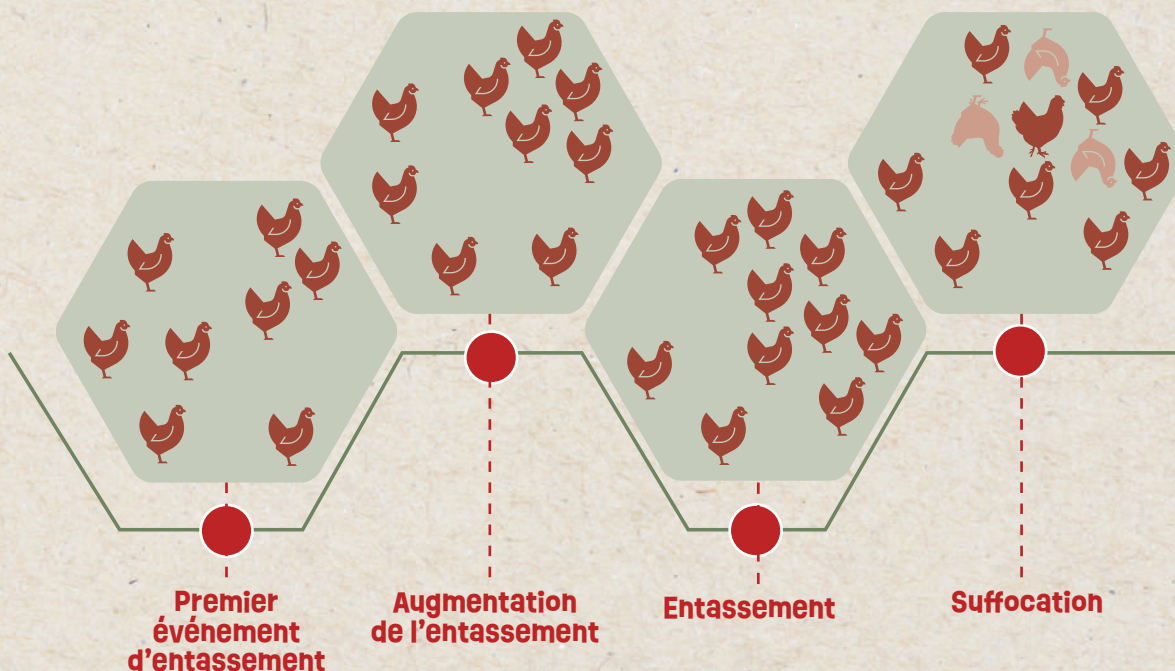 Premier
événement
d'entassement
Augmentation
de l'entassement
Entassement
Suffocation